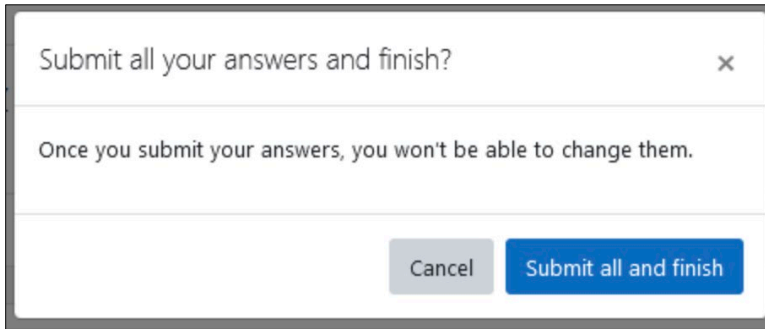 Submit all your answers and finish?
×
Once you submit your answers, you won't be able to change them.
Cancel
Submit all and finish